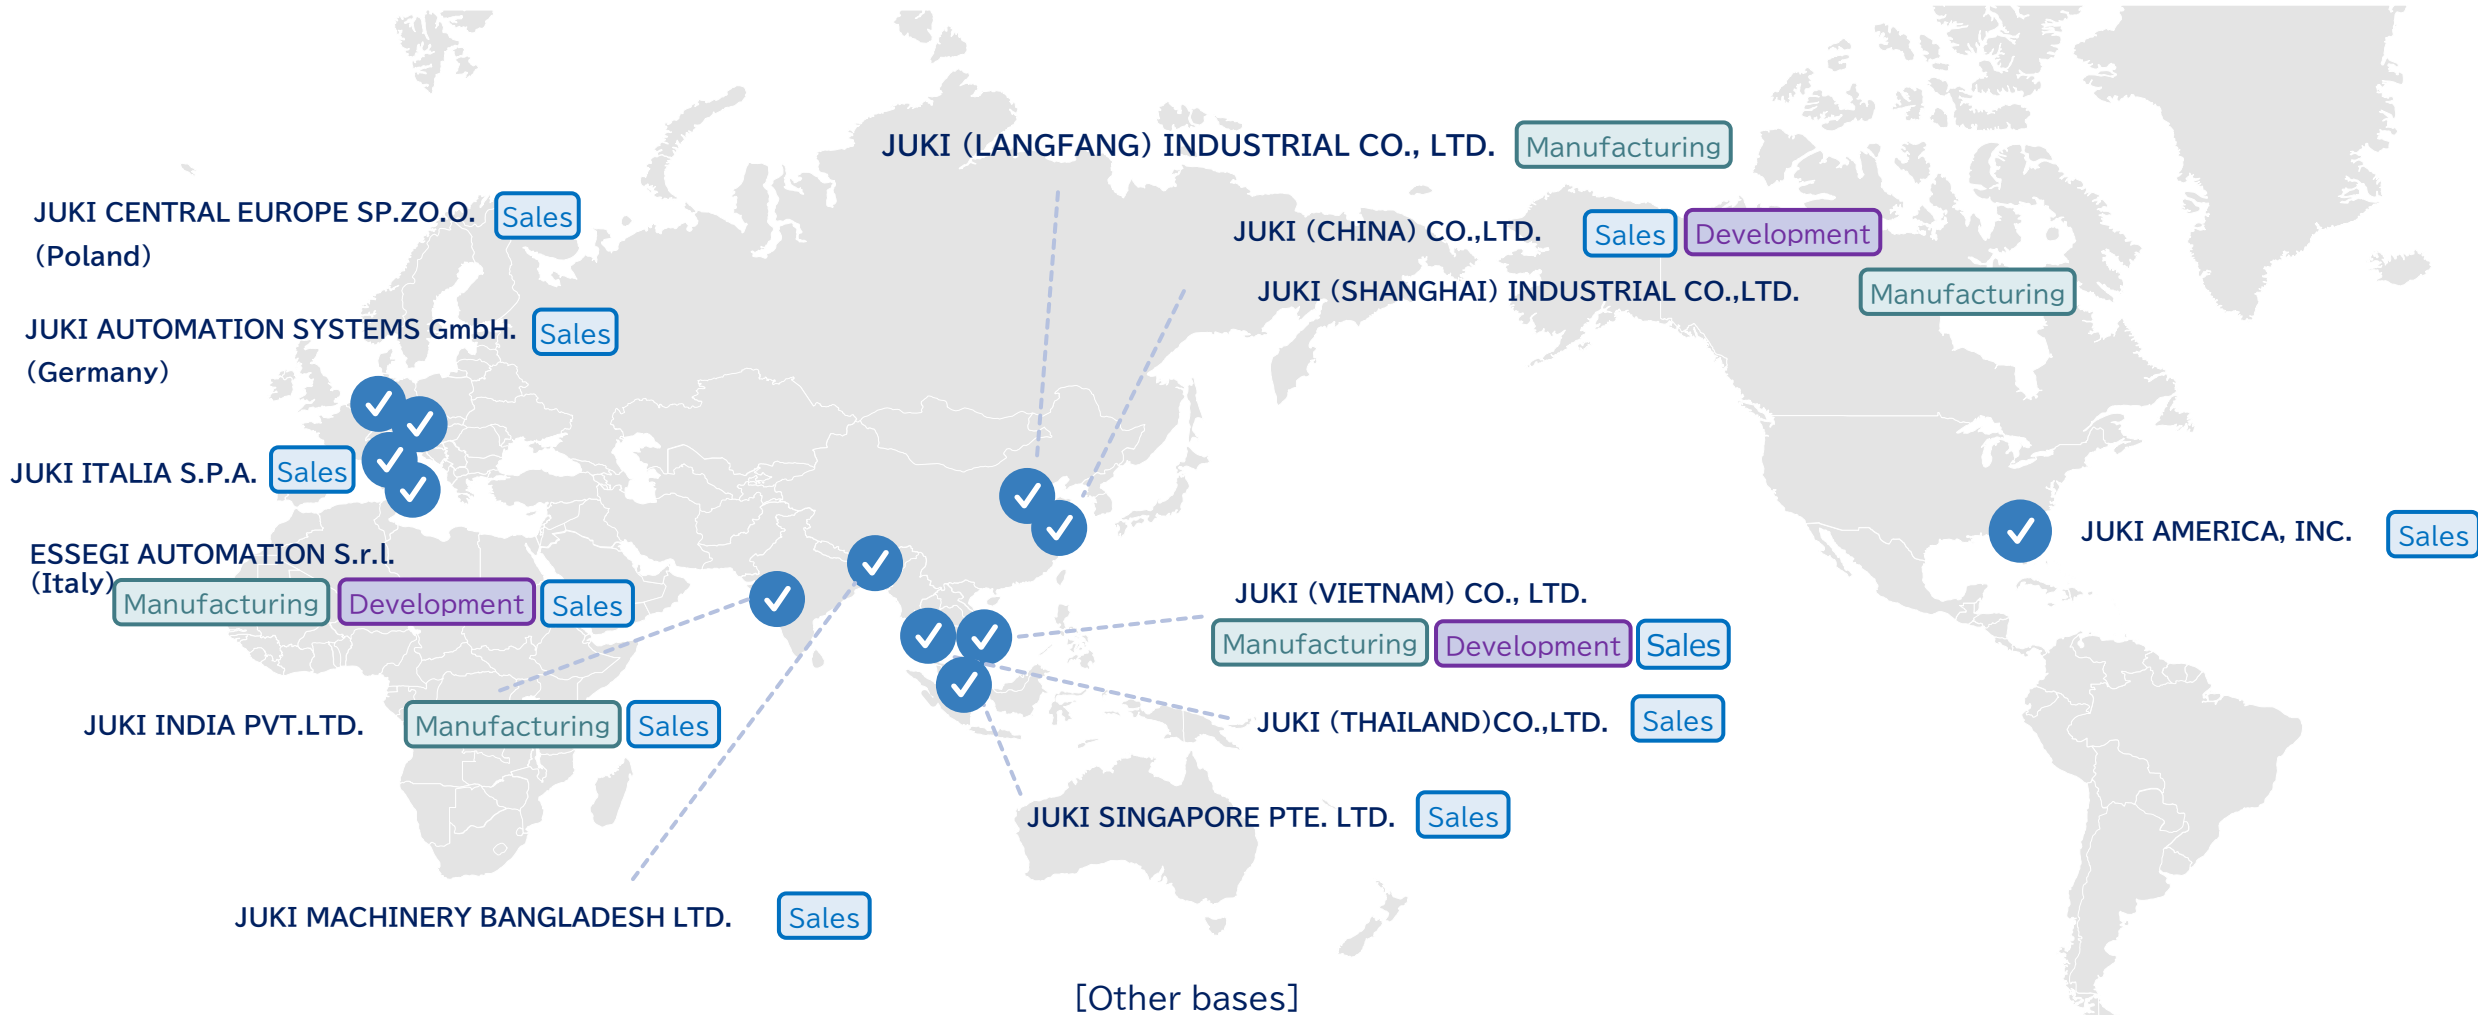 JUKI (LANGFANG) INDUSTRIAL CO., LTD. Manufacturing
JUKI CENTRAL EUROPE SP.ZO.O. Sales
(Poland)
JUKI (CHINA) CO.,LTD. Sales Development
JUKI (SHANGHAI) INDUSTRIAL CO.,LTD. Manufacturing
JUKI AUTOMATION SYSTEMS GmbH. Sales
(Germany)
JUKI ITALIA S.P.A. Sales
JUKI AMERICA, INC. Sales
ESSEGI AUTOMATION S.r.l.
(Italy)
Manufacturing Development Sales
JUKI (VIETNAM) CO., LTD.
Manufacturing Development Sales
JUKI INDIA PVT.LTD. Manufacturing Sales
JUKI (THAILAND)CO.,LTD. Sales
JUKI SINGAPORE PTE. LTD. Sales
JUKI MACHINERY BANGLADESH LTD. Sales
[Other bases]